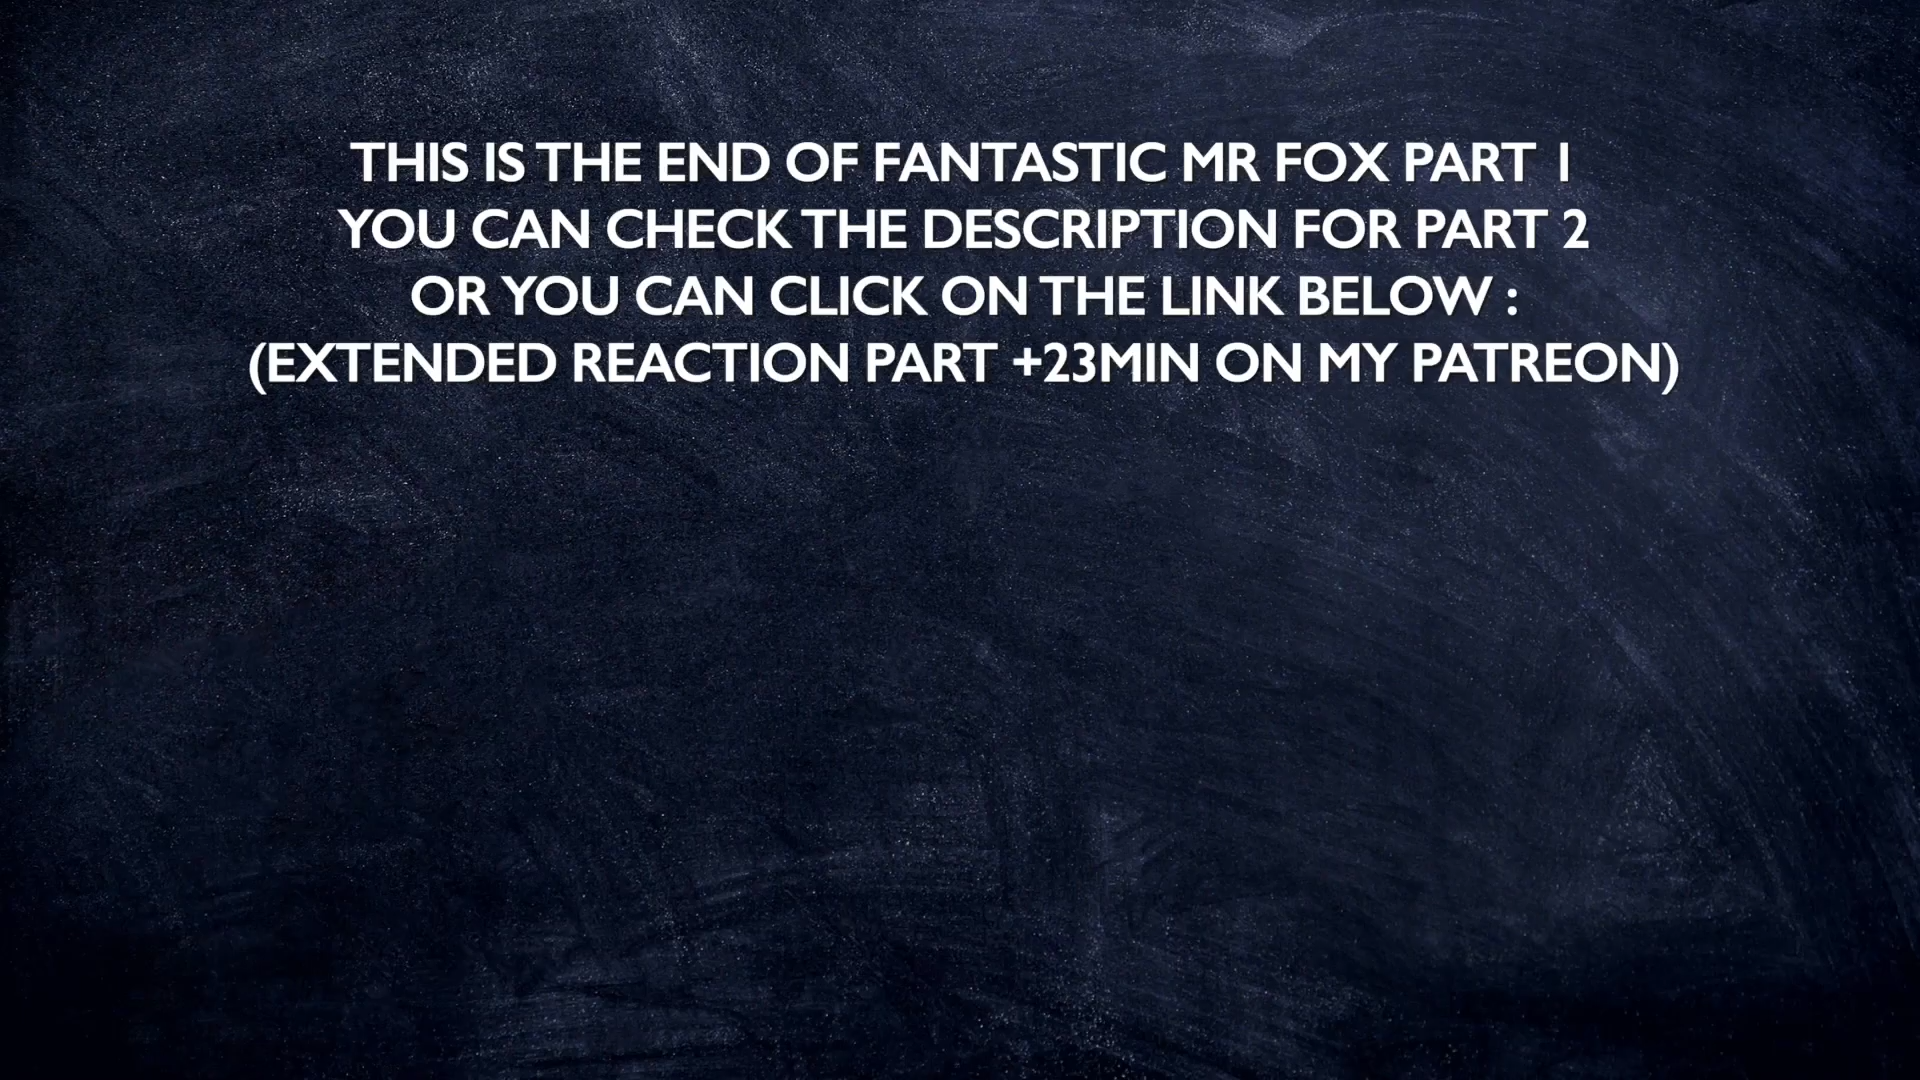 THIS IS THE END OF FANTASTIC MR FOX PART 1
YOU CAN CHECK THE DESCRIPTION FOR PART 2
OR YOU CAN CLICK ON THE LINK BELOW :
(EXTENDED REACTION PART +23MIN ON MY PATREON)